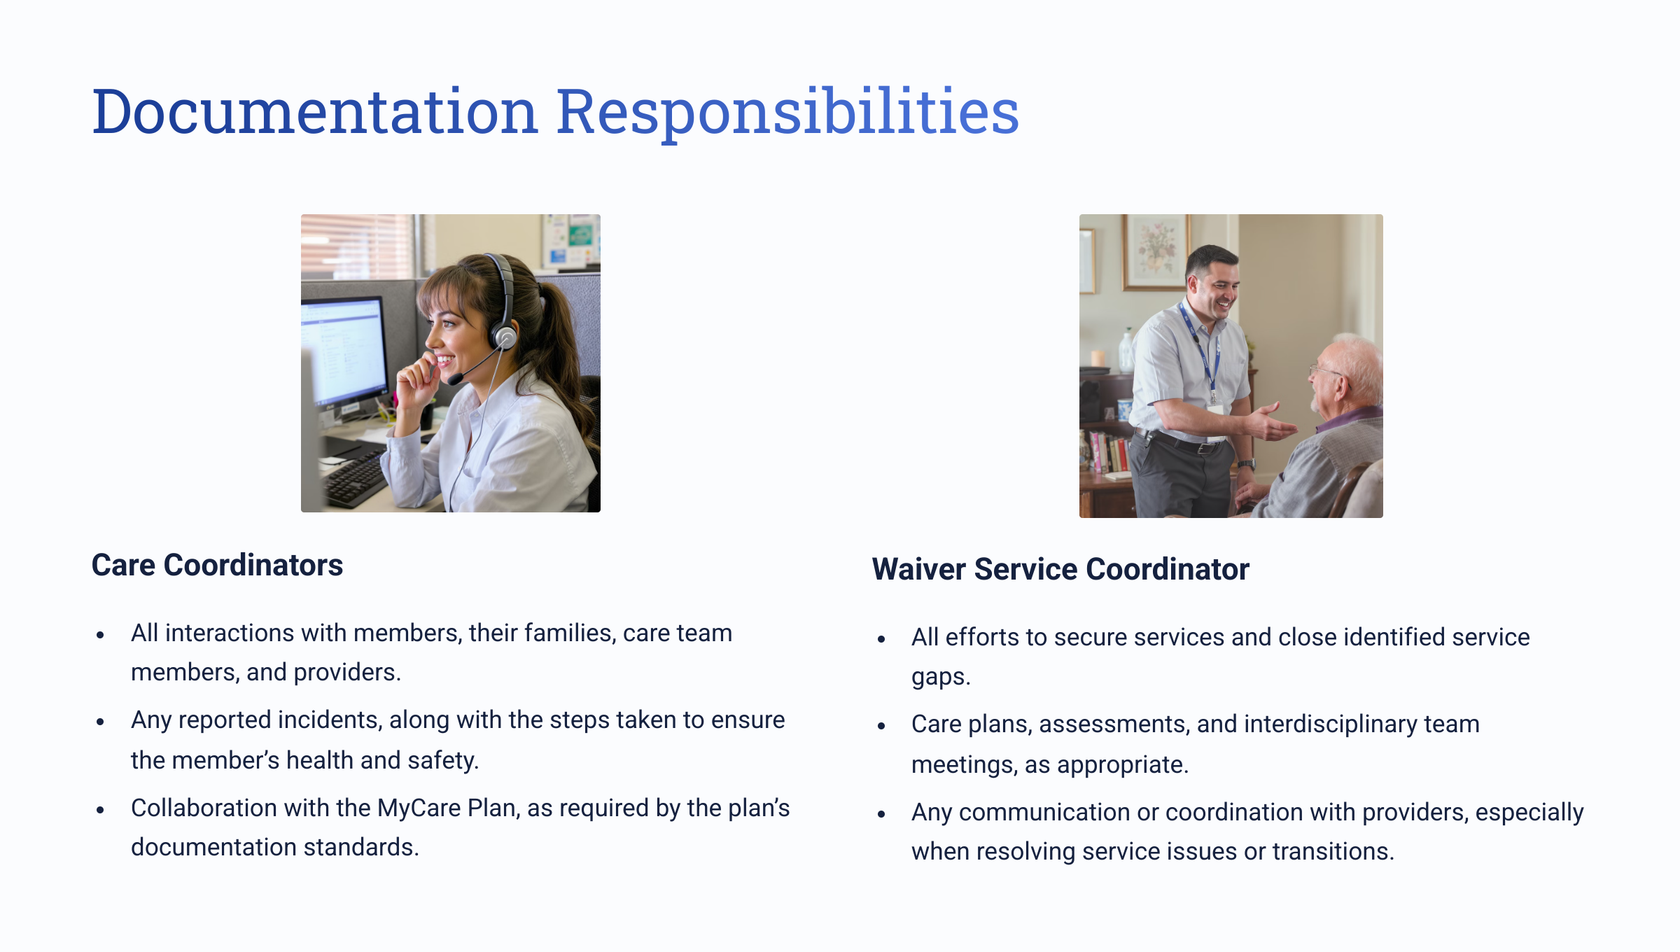 Documentation Responsibilities
Care Coordinators
• All interactions with members, their families, care team
members, and providers.
• Any reported incidents, along with the steps taken to ensure
the member’s health and safety.
• Collaboration with the MyCare Plan, as required by the plan’s
documentation standards.
Waiver Service Coordinator
• All efforts to secure services and close identified service
gaps.
• Care plans, assessments, and interdisciplinary team
meetings, as appropriate.
• Any communication or coordination with providers, especially
when resolving service issues or transitions.